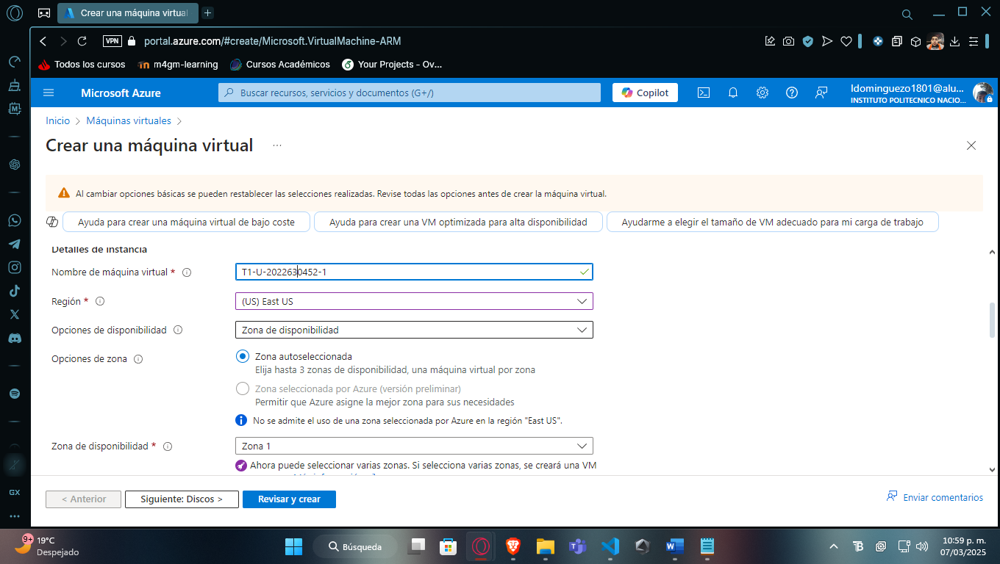 Crear una máquina virtual
VPN
portal.azure.com/#create/Microsoft.VirtualMachine-ARM
Todos los cursos
m4gm-learning
Cursos Académicos
Your Projects - Ov...
Microsoft Azure
Buscar recursos, servicios y documentos (G+/)
Copilot
ldominguezo1801@alu...
INSTITUTO POLITECNICO NACIO...
Inicio > Máquinas virtuales >
Crear una máquina virtual ...
Al cambiar opciones básicas se pueden restablecer las selecciones realizadas. Revise todas las opciones antes de crear la máquina virtual.
Ayuda para crear una máquina virtual de bajo coste
Ayuda para crear una VM optimizada para alta disponibilidad
Ayudarme a elegir el tamaño de VM adecuado para mi carga de trabajo
Detalles de instancia
Nombre de máquina virtual *
T1-U-2022630452-1
Región *
(US) East US
Opciones de disponibilidad
Zona de disponibilidad
Opciones de zona
Zona autoseleccionada
Elija hasta 3 zonas de disponibilidad, una máquina virtual por zona
Zona seleccionada por Azure (versión preliminar)
Permitir que Azure asigne la mejor zona para sus necesidades
No se admite el uso de una zona seleccionada por Azure en la región "East US".
Zona de disponibilidad *
Zona 1
Ahora puede seleccionar varias zonas. Si selecciona varias zonas, se creará una VM
< Anterior
Siguiente: Discos >
Revisar y crear
Enviar comentarios
GX
9+
19°C
Despejado
Búsqueda
10:59 p. m.
07/03/2025